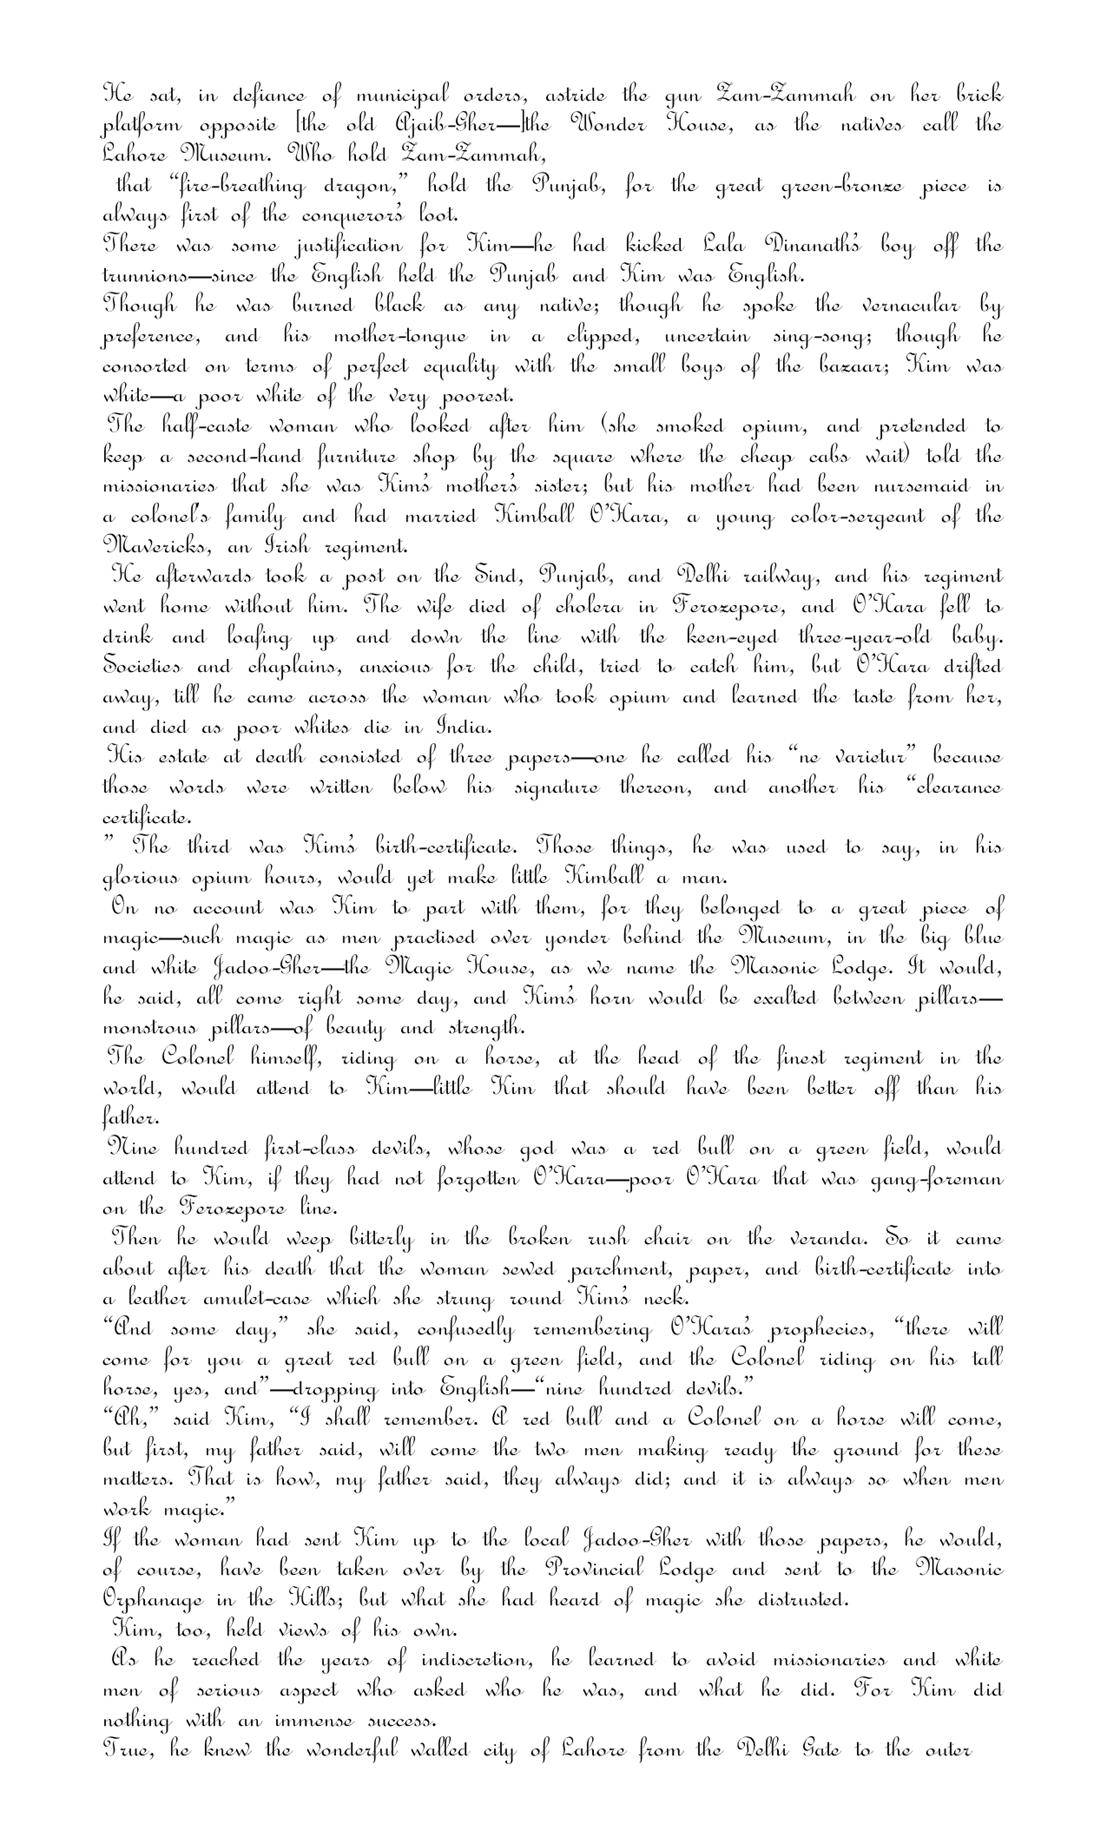 He sat, in defiance of municipal orders, astride the gun Zam-Zammah on her brick
platform opposite [the old Ajaib-Gher—]the Wonder House, as the natives call the
Lahore Museum. Who hold Zam-Zammah,
that “fire-breathing dragon,” hold the Punjab, for the great green-bronze piece is
always first of the conqueror’s loot.
There was some justification for Kim—he had kicked Lala Dinanath’s boy off the
trunnions—since the English held the Punjab and Kim was English.
Though he was burned black as any native; though he spoke the vernacular by
preference, and his mother-tongue in a clipped, uncertain sing-song; though he
consorted on terms of perfect equality with the small boys of the bazaar; Kim was
white—a poor white of the very poorest.
The half-caste woman who looked after him (she smoked opium, and pretended to
keep a second-hand furniture shop by the square where the cheap cabs wait) told the
missionaries that she was Kim’s mother’s sister; but his mother had been nursemaid in
a colonel's family and had married Kimball O’Hara, a young color-sergeant of the
Mavericks, an Irish regiment.
He afterwards took a post on the Sind, Punjab, and Delhi railway, and his regiment
went home without him. The wife died of cholera in Ferozepore, and O’Hara fell to
drink and loafing up and down the line with the keen-eyed three-year-old baby.
Societies and chaplains, anxious for the child, tried to catch him, but O’Hara drifted
away, till he came across the woman who took opium and learned the taste from her,
and died as poor whites die in India.
His estate at death consisted of three papers—one he called his “ne varietur” because
those words were written below his signature thereon, and another his “clearance
certificate.
” The third was Kim’s birth-certificate. Those things, he was used to say, in his
glorious opium hours, would yet make little Kimball a man.
On no account was Kim to part with them, for they belonged to a great piece of
magic—such magic as men practised over yonder behind the Museum, in the big blue
and white Jadoo-Gher—the Magic House, as we name the Masonic Lodge. It would,
he said, all come right some day, and Kim’s horn would be exalted between pillars—
monstrous pillars—of beauty and strength.
The Colonel himself, riding on a horse, at the head of the finest regiment in the
world, would attend to Kim—little Kim that should have been better off than his
father.
Nine hundred first-class devils, whose god was a red bull on a green field, would
attend to Kim, if they had not forgotten O’Hara—poor O’Hara that was gang-foreman
on the Ferozepore line.
Then he would weep bitterly in the broken rush chair on the veranda. So it came
about after his death that the woman sewed parchment, paper, and birth-certificate into
a leather amulet-case which she strung round Kim’s neck.
“And some day,” she said, confusedly remembering O’Hara’s prophecies, “there will
come for you a great red bull on a green field, and the Colonel riding on his tall
horse, yes, and”—dropping into English—“nine hundred devils.”
“Ah,” said Kim, “I shall remember. A red bull and a Colonel on a horse will come,
but first, my father said, will come the two men making ready the ground for these
matters. That is how, my father said, they always did; and it is always so when men
work magic.”
If the woman had sent Kim up to the local Jadoo-Gher with those papers, he would,
of course, have been taken over by the Provincial Lodge and sent to the Masonic
Orphanage in the Hills; but what she had heard of magic she distrusted.
Kim, too, held views of his own.
As he reached the years of indiscretion, he learned to avoid missionaries and white
men of serious aspect who asked who he was, and what he did. For Kim did
nothing with an immense success.
True, he knew the wonderful walled city of Lahore from the Delhi Gate to the outer